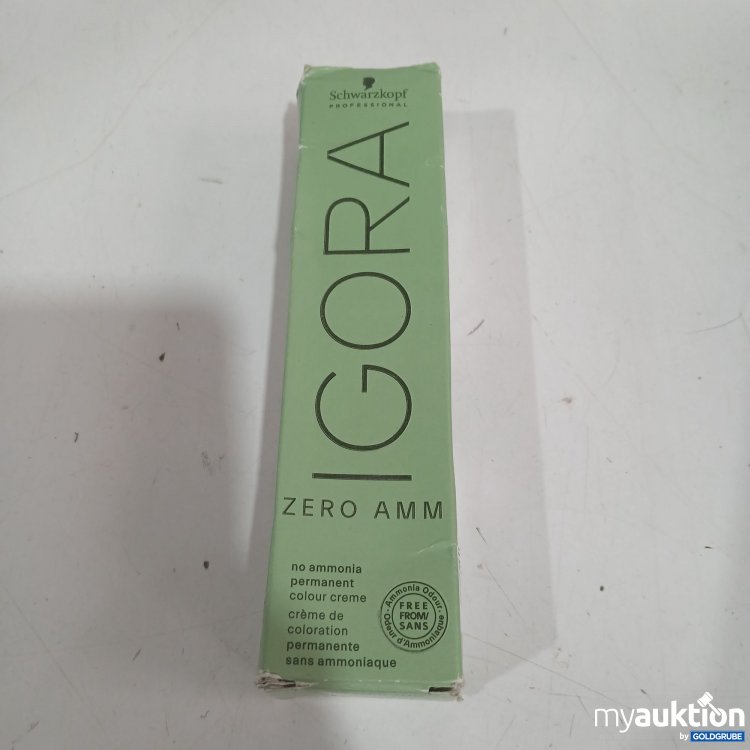 Schwarzkopf
PROFESSIONAL
IGORA
ZERO AMM
no ammonia
permanent
colour creme
crème de
coloration
permanente
sans ammoniaque
Ammonia Odour
FREE
FROM/
SANS
Odeur d'Ammoniaque
myauktion
by GOLDGRUBE